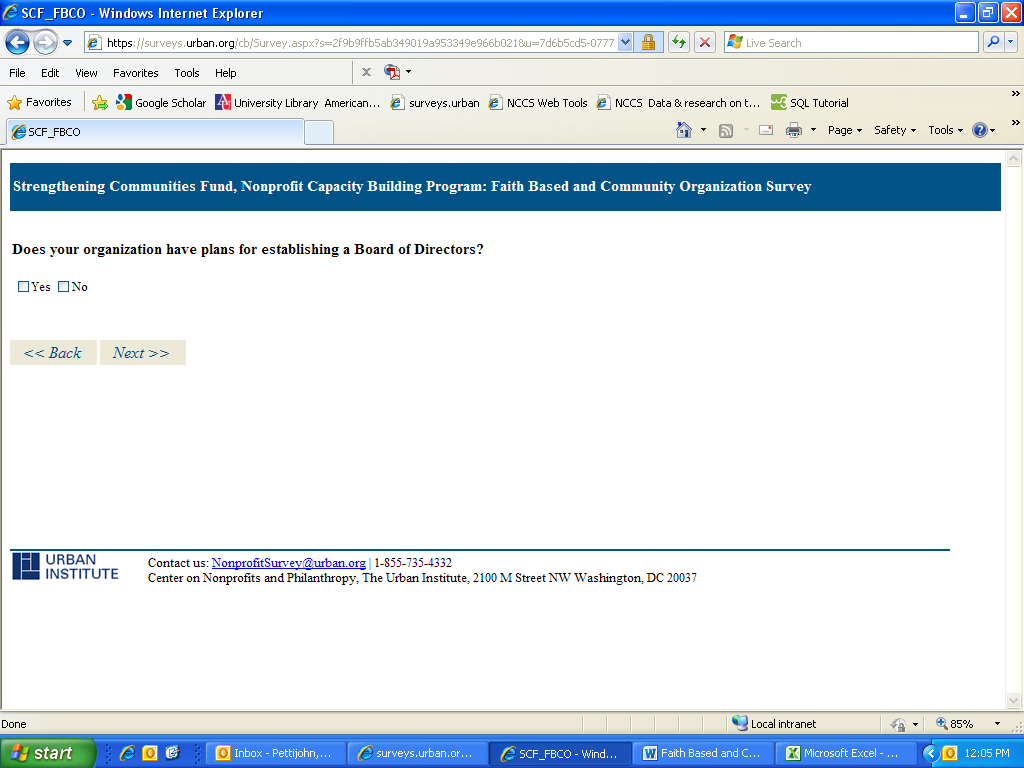 SCF_FBCO - Windows Internet Explorer
https://surveys.urban.org/cb/Survey.aspx?s=2f9b9ffb5ab349019a953349e966b021&u=7d6b5cd5-0777
Live Search
File Edit View Favorites Tools Help
x
Favorites Google Scholar University Library American... surveys.urban NCCS Web Tools NCCS Data & research on t... SQL Tutorial »
SCF_FBCO
Page Safety Tools »
Strengthening Communities Fund, Nonprofit Capacity Building Program: Faith Based and Community Organization Survey
Does your organization have plans for establishing a Board of Directors?
Yes No
<< Back Next >>
URBAN
INSTITUTE
Contact us: NonprofitSurvey@urban.org | 1-855-735-4332
Center on Nonprofits and Philanthropy, The Urban Institute, 2100 M Street NW Washington, DC 20037
Done Local intranet 85%
start Inbox - Pettijohn,... surveys.urban.or... SCF_FBCO - Wind... Faith Based and C... Microsoft Excel - ... 12:05 PM